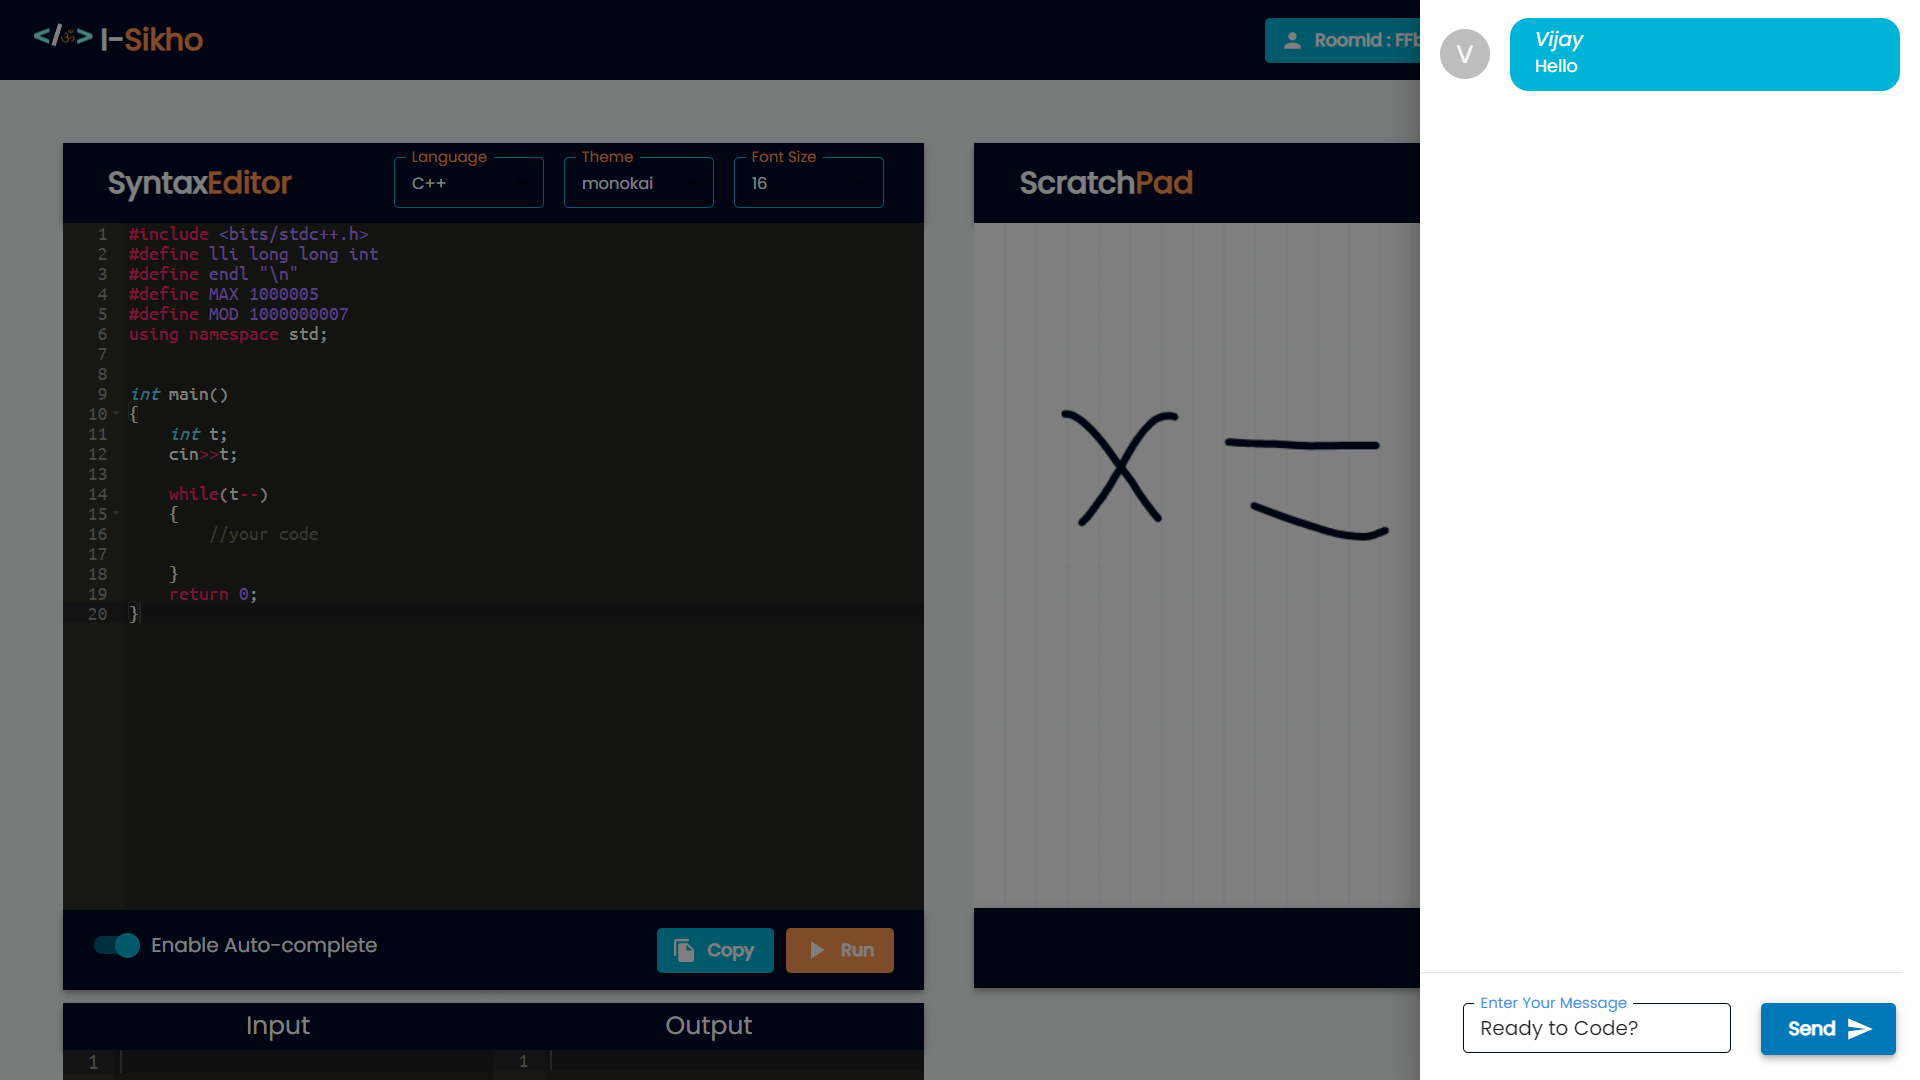 </ॐ> I-Sikho
RoomId : FFb
SyntaxEditor
Language
C++
Theme
monokai
Font Size
16
1 #include <bits/stdc++.h>
2 #define lli long long int
3 #define endl "\n"
4 #define MAX 1000005
5 #define MOD 1000000007
6 using namespace std;
7
8
9 int main()
10 {
11     int t;
12     cin>>t;
13
14     while(t--)
15     {
16         //your code
17
18     }
19     return 0;
20 }
Enable Auto-complete
Copy
Run
Input
1
Output
1
ScratchPad
x =
V
Vijay
Hello
Enter Your Message
Ready to Code?
Send